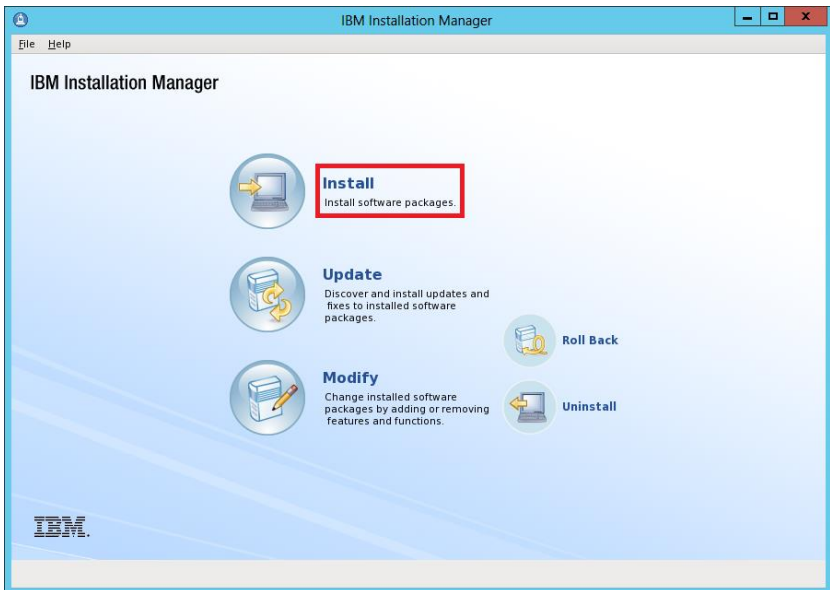 IBM Installation Manager
File Help
IBM Installation Manager
Install
Install software packages.
Update
Discover and install updates and
fixes to installed software
packages.
Roll Back
Modify
Change installed software
packages by adding or removing
features and functions.
Uninstall
IBM.